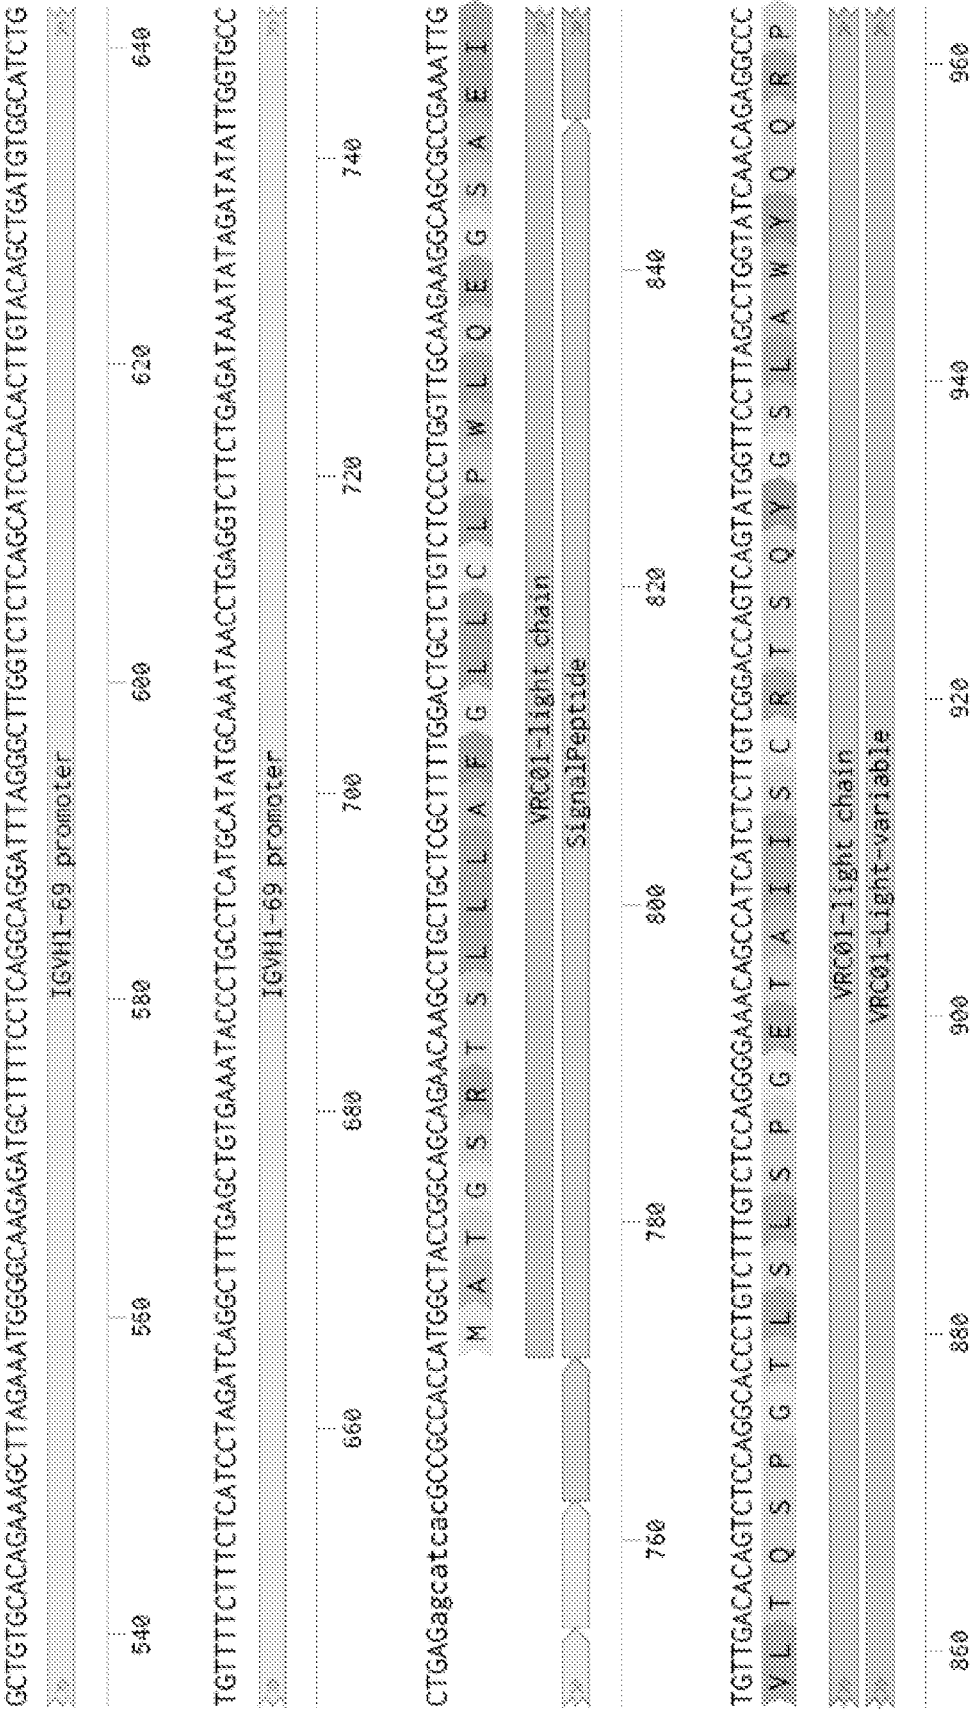 GCTGTGCACAGAAAGCTTAGAAATGGGGCAAGAGATGCTTTTCCTCAGGCAGGATTTAGGGCTTGGTCTCTCAGCATCCCACACTTGTACAGCTGATGTGGCATCTG
IGVH1-69 promoter
540 560 580 600 620 640
TGTTTTCTTTCTCATCCTAGATCAGGCTTTGAGCTGTGAAATACCCTGCCTCATGCATATGCAAATAACCTGAGGTCTTCTGAGATAAATATAGATATATTGGTGCC
IGVH1-69 promoter
660 680 700 720 740
CTGAGagcatcacGCCGCCACCATGGCTACCGGCAGCAGAACAAGCCTGCTGCTCGCTTTTGGACTGCTCTGTCTCCCCTGGTTGCAAGAAGGCAGCGCCGAAATTG
M A T G S R T S L L L A F G L L C L P W L Q E G S A E I
VRC01-light chain
SignalPeptide
760 780 800 820 840
TGTTGACACAGTCTCCAGGCACCCTGTCTTTGTCTCCAGGGGAAACAGCCATCATCTCTTGTCGGACCAGTCAGTATGGTTCCTTAGCCTGGTATCAACAGAGGCCC
V L T Q S P G T L S L S P G E T A I I S C R T S Q Y G S L A W Y Q Q R P
VRC01-light chain
VRC01-Light-variable
860 880 900 920 940 960